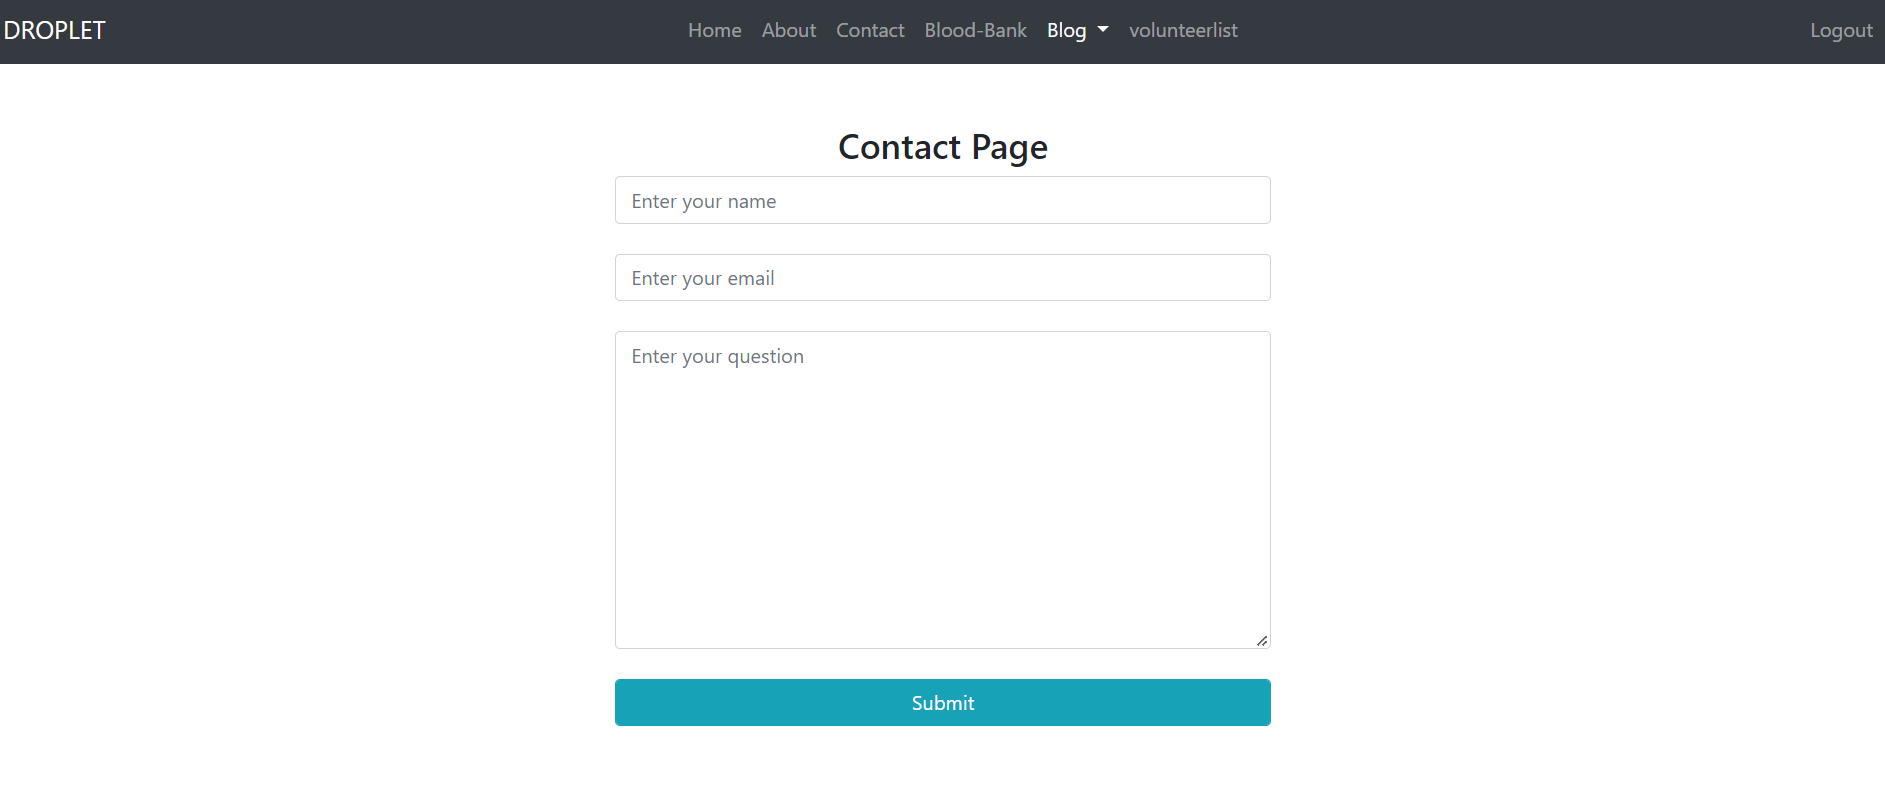 DROPLET Home About Contact Blood-Bank Blog volunteerlist Logout
Contact Page
Enter your name
Enter your email
Enter your question
Submit